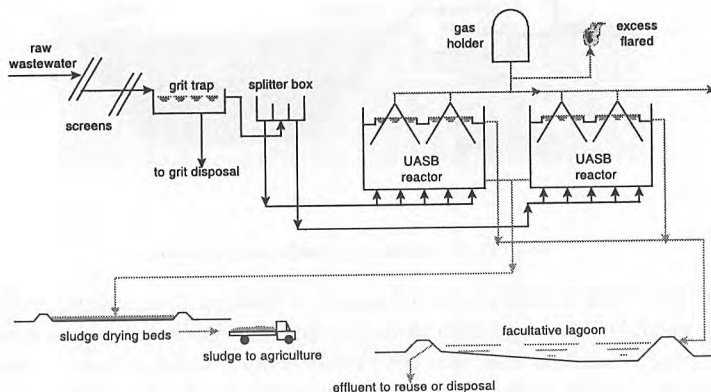 raw
wastewater
screens
grit trap
to grit disposal
splitter box
gas
holder
excess
flared
UASB
reactor
UASB
reactor
sludge drying beds
sludge to agriculture
facultative lagoon
effluent to reuse or disposal